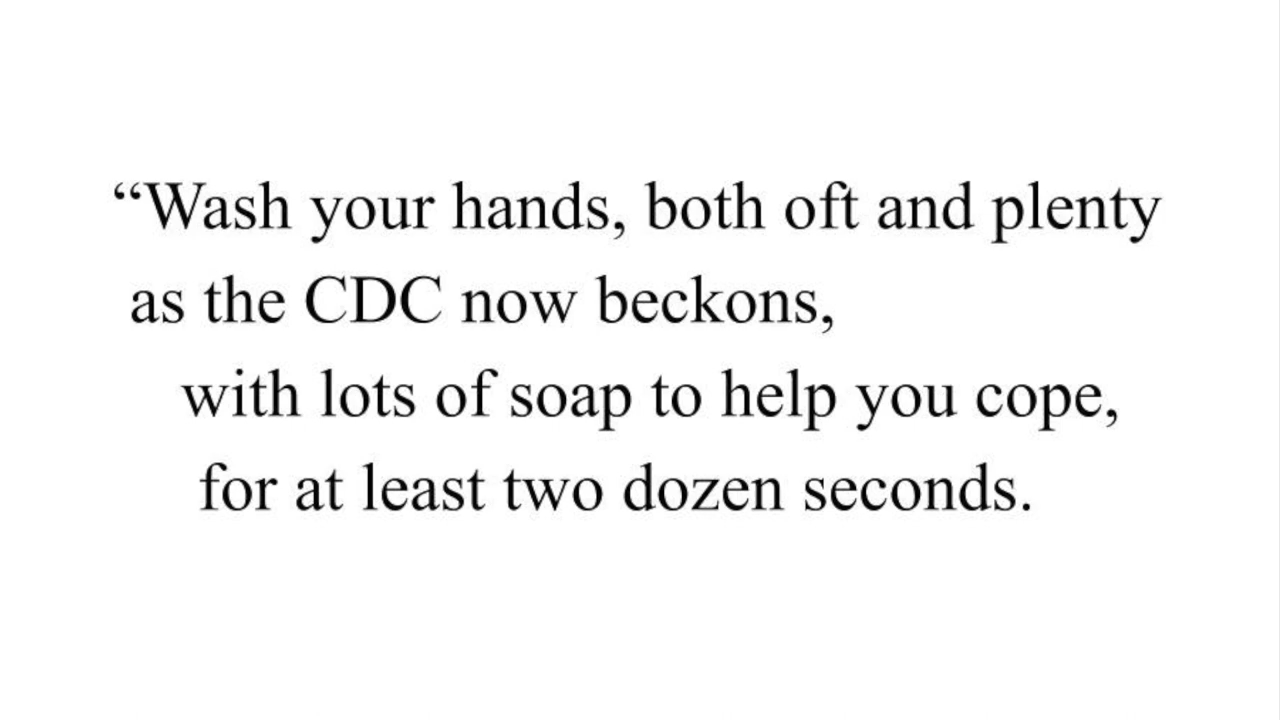 “Wash your hands, both oft and plenty
as the CDC now beckons,
with lots of soap to help you cope,
for at least two dozen seconds.